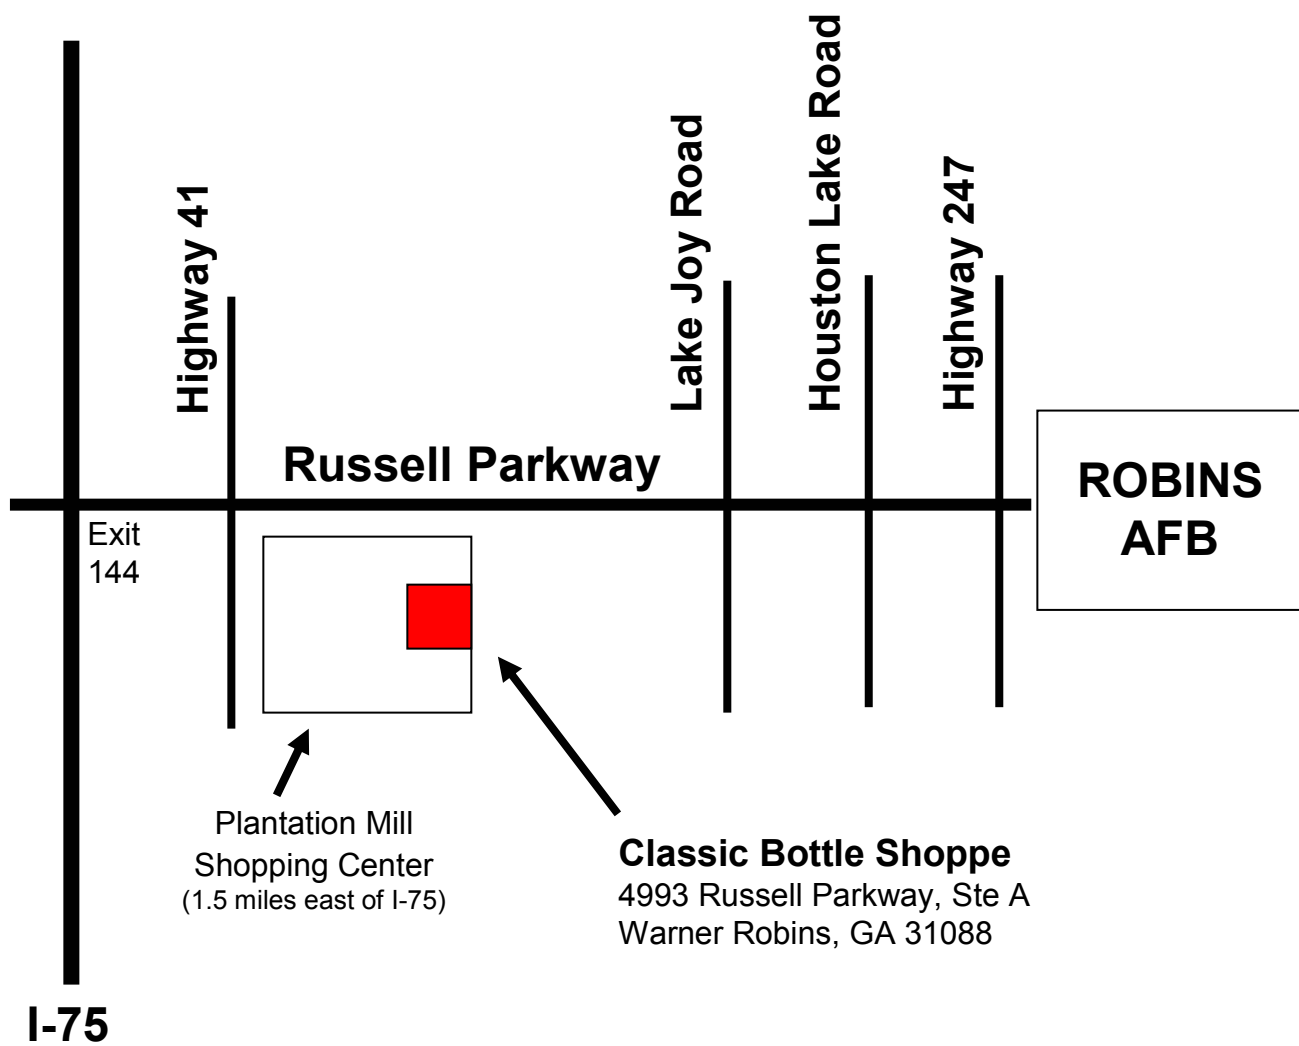 Highway 41
Lake Joy Road
Houston Lake Road
Highway 247
Russell Parkway
ROBINS
AFB
Exit
144
Plantation Mill
Shopping Center
(1.5 miles east of I-75)
Classic Bottle Shoppe
4993 Russell Parkway, Ste A
Warner Robins, GA 31088
I-75